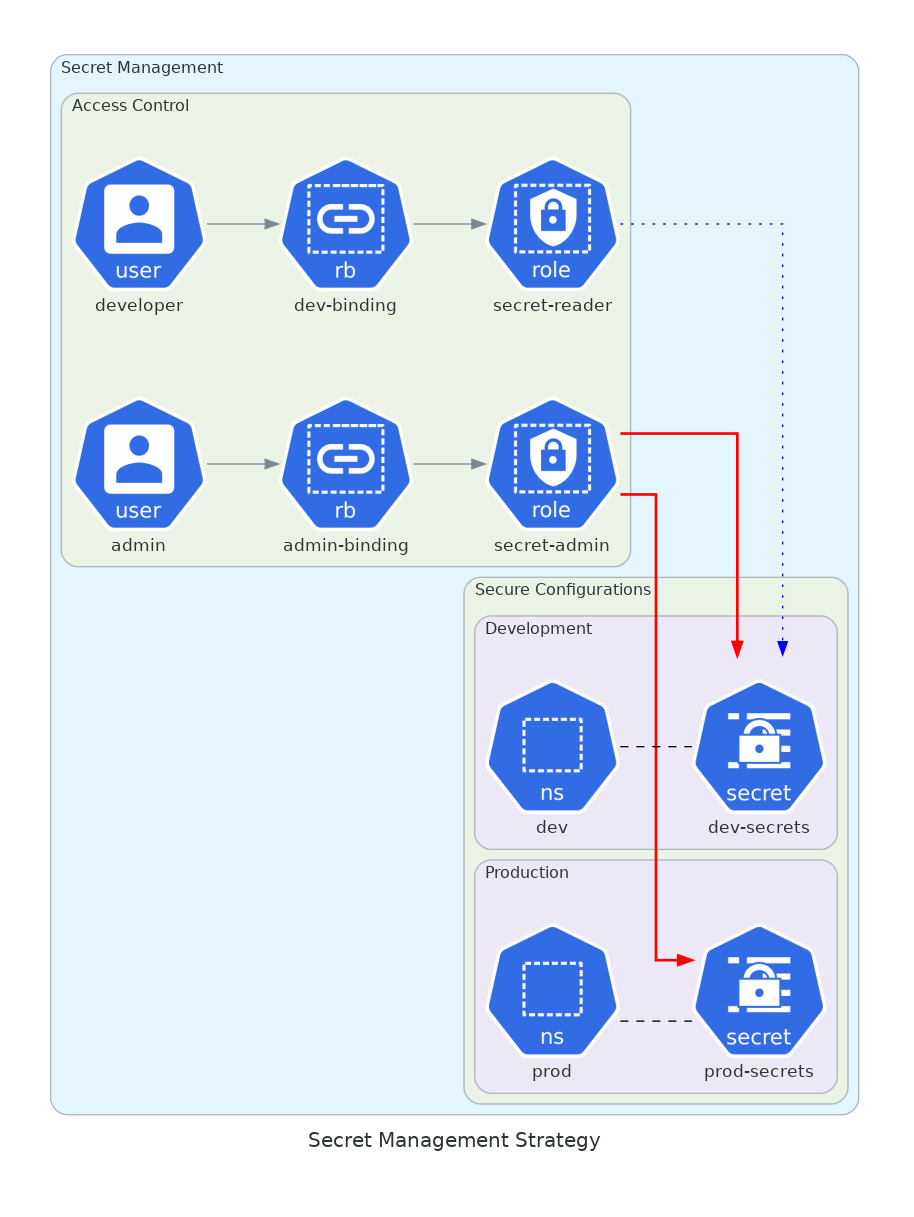 Secret Management
Access Control
user
rb
role
developer
dev-binding
secret-reader
user
rb
role
admin
admin-binding
secret-admin
Secure Configurations
Development
ns
secret
dev
dev-secrets
Production
ns
secret
prod
prod-secrets
Secret Management Strategy